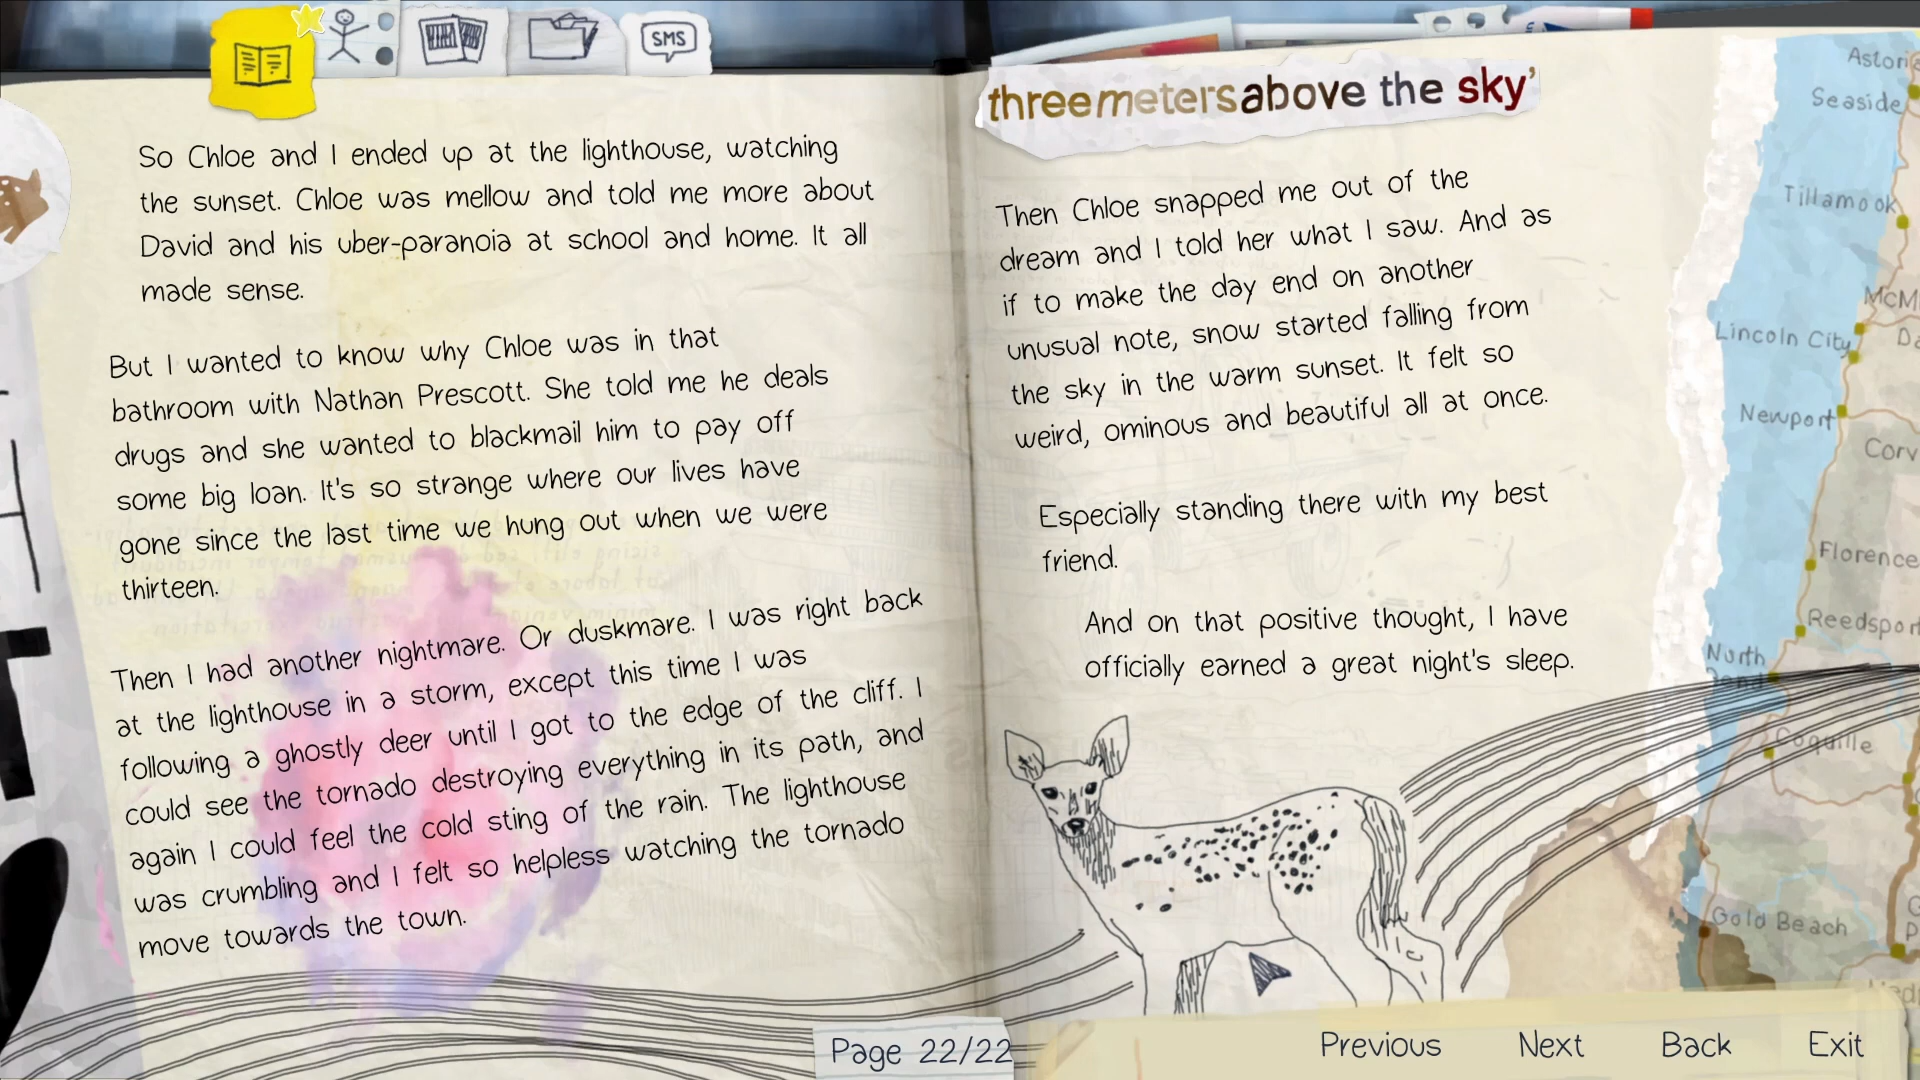 SMS
So Chloe and I ended up at the lighthouse, watching
the sunset. Chloe was mellow and told me more about
David and his uber-paranoia at school and home. It all
made sense.
But I wanted to know why Chloe was in that
bathroom with Nathan Prescott. She told me he deals
drugs and she wanted to blackmail him to pay off
some big loan. It's so strange where our lives have
gone since the last time we hung out when we were
thirteen.
Then I had another nightmare. Or duskmare. I was right back
at the lighthouse in a storm, except this time I was
following a ghostly deer until I got to the edge of the cliff. I
could see the tornado destroying everything in its path, and
again I could feel the cold sting of the rain. The lighthouse
was crumbling and I felt so helpless watching the tornado
move towards the town.
threemetersabove the sky'
Then Chloe snapped me out of the
dream and I told her what I saw. And as
if to make the day end on another
unusual note, snow started falling from
the sky in the warm sunset. It felt so
weird, ominous and beautiful all at once.
Especially standing there with my best
friend.
And on that positive thought, I have
officially earned a great night's sleep.
Seaside
Tillamook
Lincoln City
Newport
Florence
Reedsport
North
Coquille
Gold Beach
Page 22/22
Previous Next Back Exit